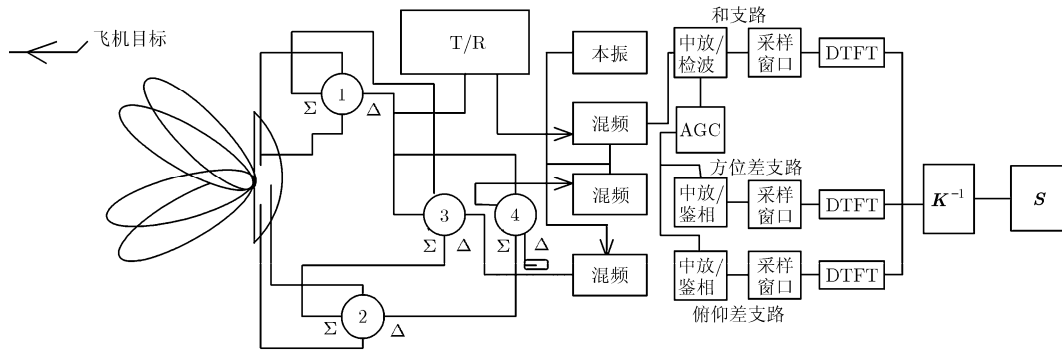 飞机目标
T/R
本振
混频
混频
混频
1
Σ
Δ
2
Σ
Δ
3
Σ
Δ
4
Σ
Δ
和支路
中放/
检波
采样
窗口
DTFT
AGC
方位差支路
中放/
鉴相
采样
窗口
DTFT
中放/
鉴相
采样
窗口
DTFT
俯仰差支路
K⁻¹
S